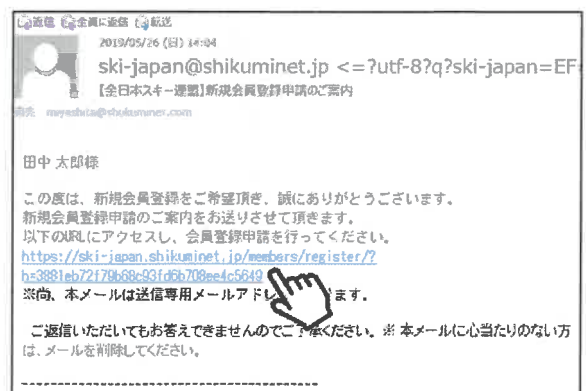 返信 全員に返信 転送
2019/05/26 (日) 14:04
ski-japan@shikuminet.jp <=?utf-8?q?ski-japan=EF
【全日本スキー連盟】新規会員登録申請のご案内
宛先
田中 太郎様
この度は、新規会員登録をご希望頂き、誠にありがとうございます。
新規会員登録申請のご案内をお送りさせて頂きます。
以下のURLにアクセスし、会員登録申請を行ってください。
https://ski-japan.shikuminet.jp/members/register/?
h=3881eb72f79b68c93fd6b708ee4c5649
※尚、本メールは送信専用メールアドレ ます。
ご返信いただいてもお答えできませんのでご了承ください。※ 本メールに心当たりのない方
は、メールを削除してください。